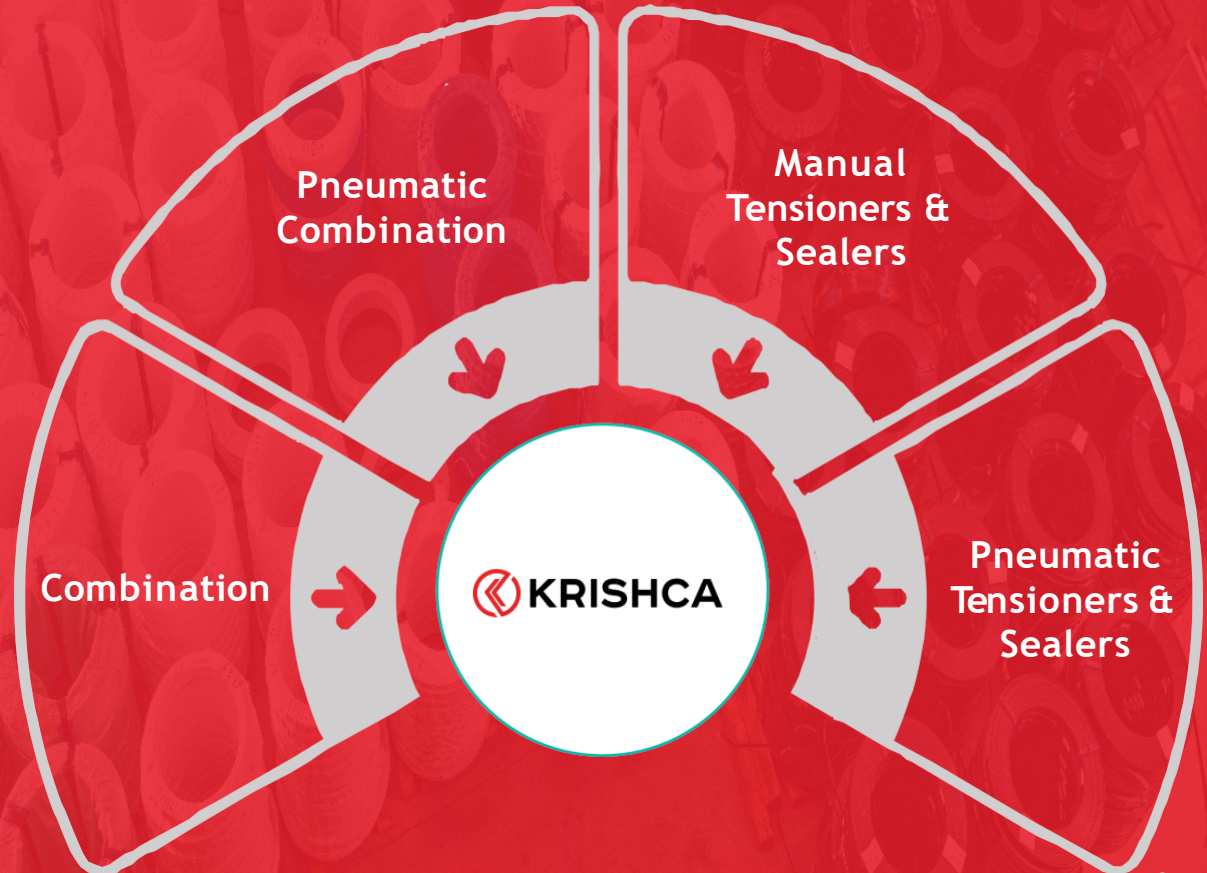 Pneumatic
Combination
Manual
Tensioners &
Sealers
Combination
KRISHCA
Pneumatic
Tensioners &
Sealers